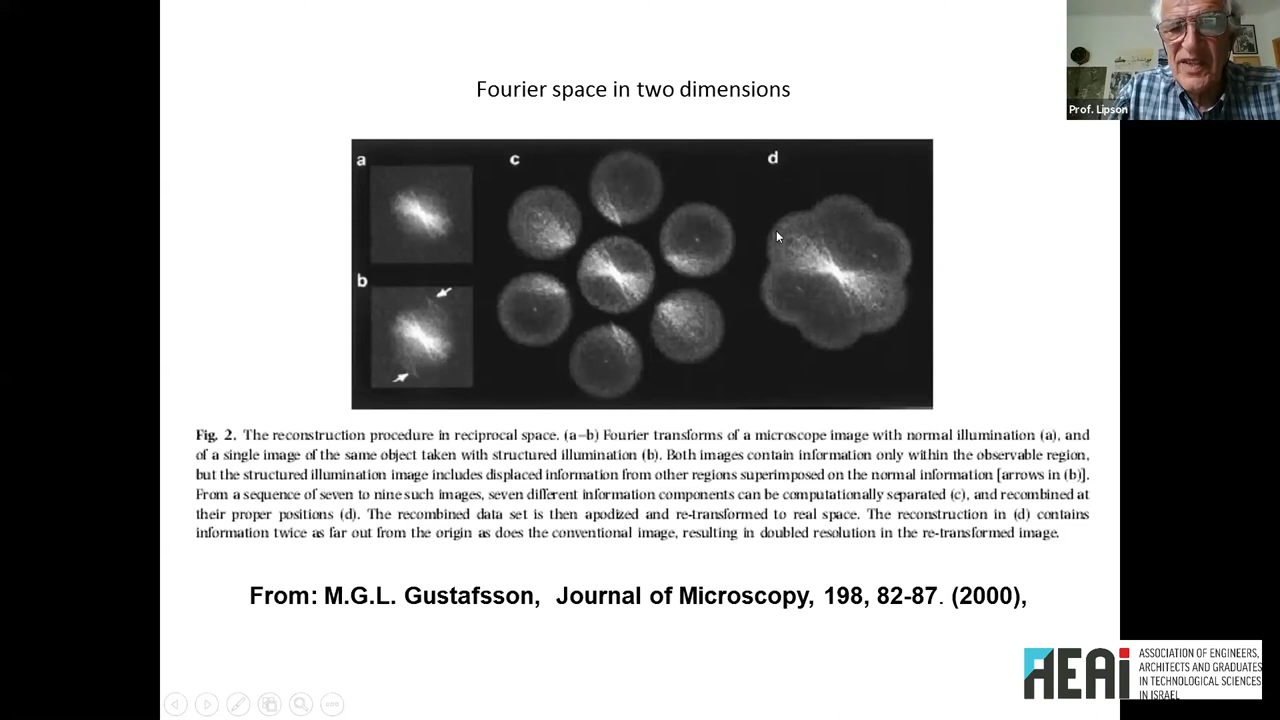 Fourier space in two dimensions
Prof. Lipson
a
c
d
b
Fig. 2. The reconstruction procedure in reciprocal space. (a–b) Fourier transforms of a microscope image with normal illumination (a), and
of a single image of the same object taken with structured illumination (b). Both images contain information only within the observable region,
but the structured illumination image includes displaced information from other regions superimposed on the normal information [arrows in (b)].
From a sequence of seven to nine such images, seven different information components can be computationally separated (c), and recombined at
their proper positions (d). The recombined data set is then apodized and re-transformed to real space. The reconstruction in (d) contains
information twice as far out from the origin as does the conventional image, resulting in doubled resolution in the re-transformed image.
From: M.G.L. Gustafsson, Journal of Microscopy, 198, 82-87. (2000),
AEAi
ASSOCIATION OF ENGINEERS,
ARCHITECTS AND GRADUATES
IN TECHNOLOGICAL SCIENCES
IN ISRAEL